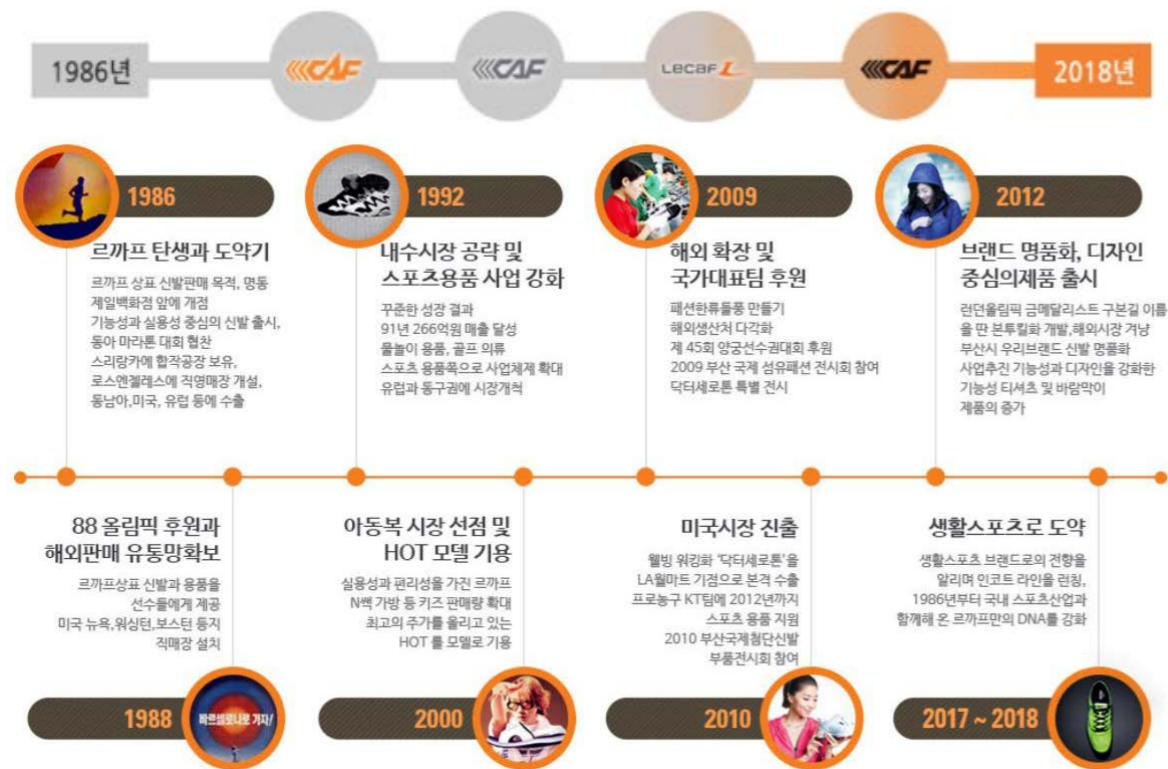 1986년
CAF
CAF
LECAF L
CAF
2018년
1986
르까프 탄생과 도약기
르까프 상표 신발판매 목적, 명동
제일백화점 앞에 개점
기능성과 실용성 중심의 신발 출시,
동아 마라톤 대회 협찬
스리랑카에 합작공장 보유,
로스엔젤레스에 직영매장 개설,
동남아,미국, 유럽 등에 수출
1992
내수시장 공략 및
스포츠용품 사업 강화
꾸준한 성장 결과
91년 266억원 매출 달성
물놀이 용품, 골프 의류
스포츠 용품쪽으로 사업체제 확대
유럽과 동구권에 시장개척
2009
해외 확장 및
국가대표팀 후원
패션한류돌풍 만들기
해외생산처 다각화
제 45회 양궁선수권대회 후원
2009 부산 국제 섬유패션 전시회 참여
닥터세로톤 특별 전시
2012
브랜드 명품화, 디자인
중심의제품 출시
런던올림픽 금메달리스트 구본길 이름
을 딴 본투킬화 개발,해외시장 겨냥
부산시 우리브랜드 신발 명품화
사업추진 기능성과 디자인을 강화한
기능성 티셔츠 및 바람막이
제품의 증가
88 올림픽 후원과
해외판매 유통망확보
르까프상표 신발과 용품을
선수들에게 제공
미국 뉴욕,워싱턴,보스턴 등지
직매장 설치
1988
바르셀로나로 가자!
아동복 시장 선점 및
HOT 모델 기용
실용성과 편리성을 가진 르까프
N쌕 가방 등 키즈 판매량 확대
최고의 주가를 올리고 있는
HOT 를 모델로 기용
2000
미국시장 진출
웰빙 워킹화 '닥터세로톤'을
LA월마트 기점으로 본격 수출
프로농구 KT팀에 2012년까지
스포츠 용품 지원
2010 부산국제첨단신발
부품전시회 참여
2010
생활스포츠로 도약
생활스포츠 브랜드로의 전향을
알리며 인코트 라인을 런칭,
1986년부터 국내 스포츠산업과
함께해 온 르까프만의 DNA를 강화
2017 ~ 2018